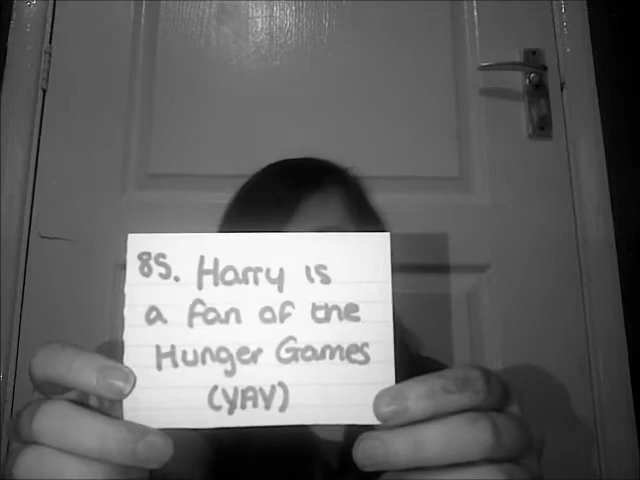 85. Harry is
a fan of the
Hunger Games
(YAY)